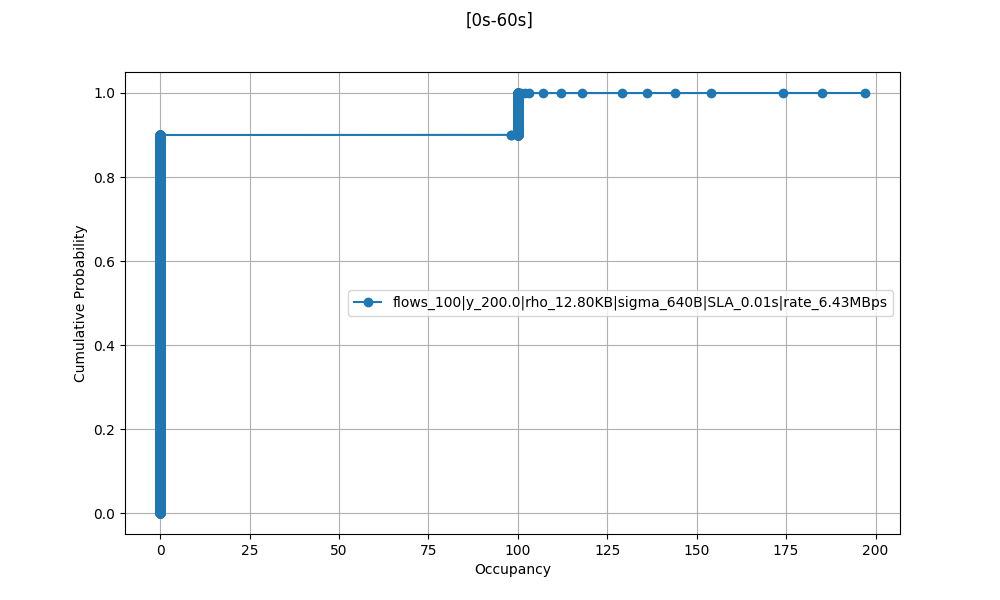 [0s-60s]
1.0
0.8
0.6
0.4
0.2
0.0
Cumulative Probability
flows_100|y_200.0|rho_12.80KB|sigma_640B|SLA_0.01s|rate_6.43MBps
0 25 50 75 100 125 150 175 200
Occupancy